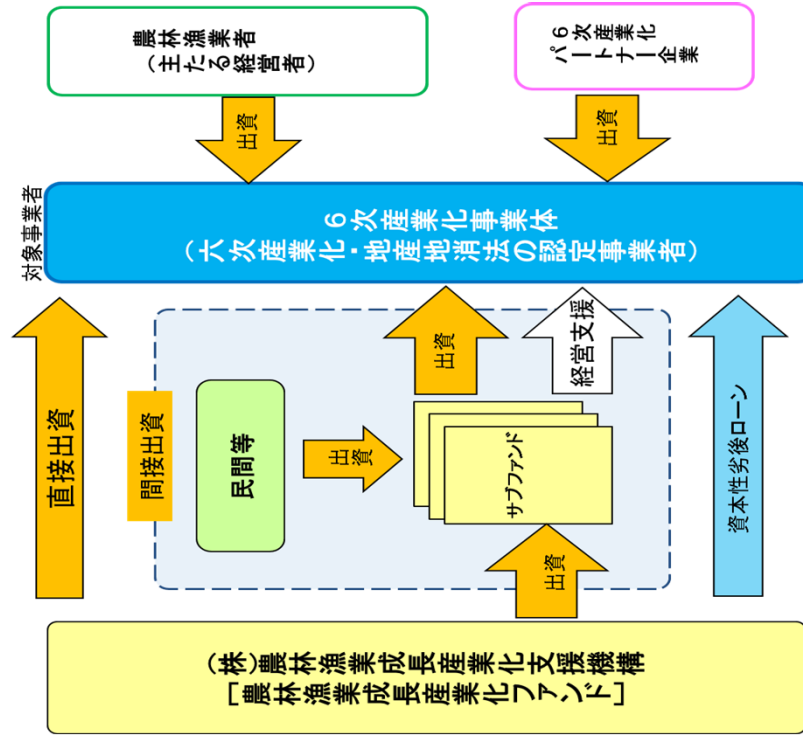 (株)農林漁業成長産業化支援機構
[農林漁業成長産業化ファンド]
直接出資
間接出資
民間等
出資
サブファンド
出資
出資
経営支援
資本性劣後ローン
対象事業者
6次産業化事業体
(六次産業化・地産地消法の認定事業者)
出資
農林漁業者
(主たる経営者)
出資
6次産業化
パートナー企業